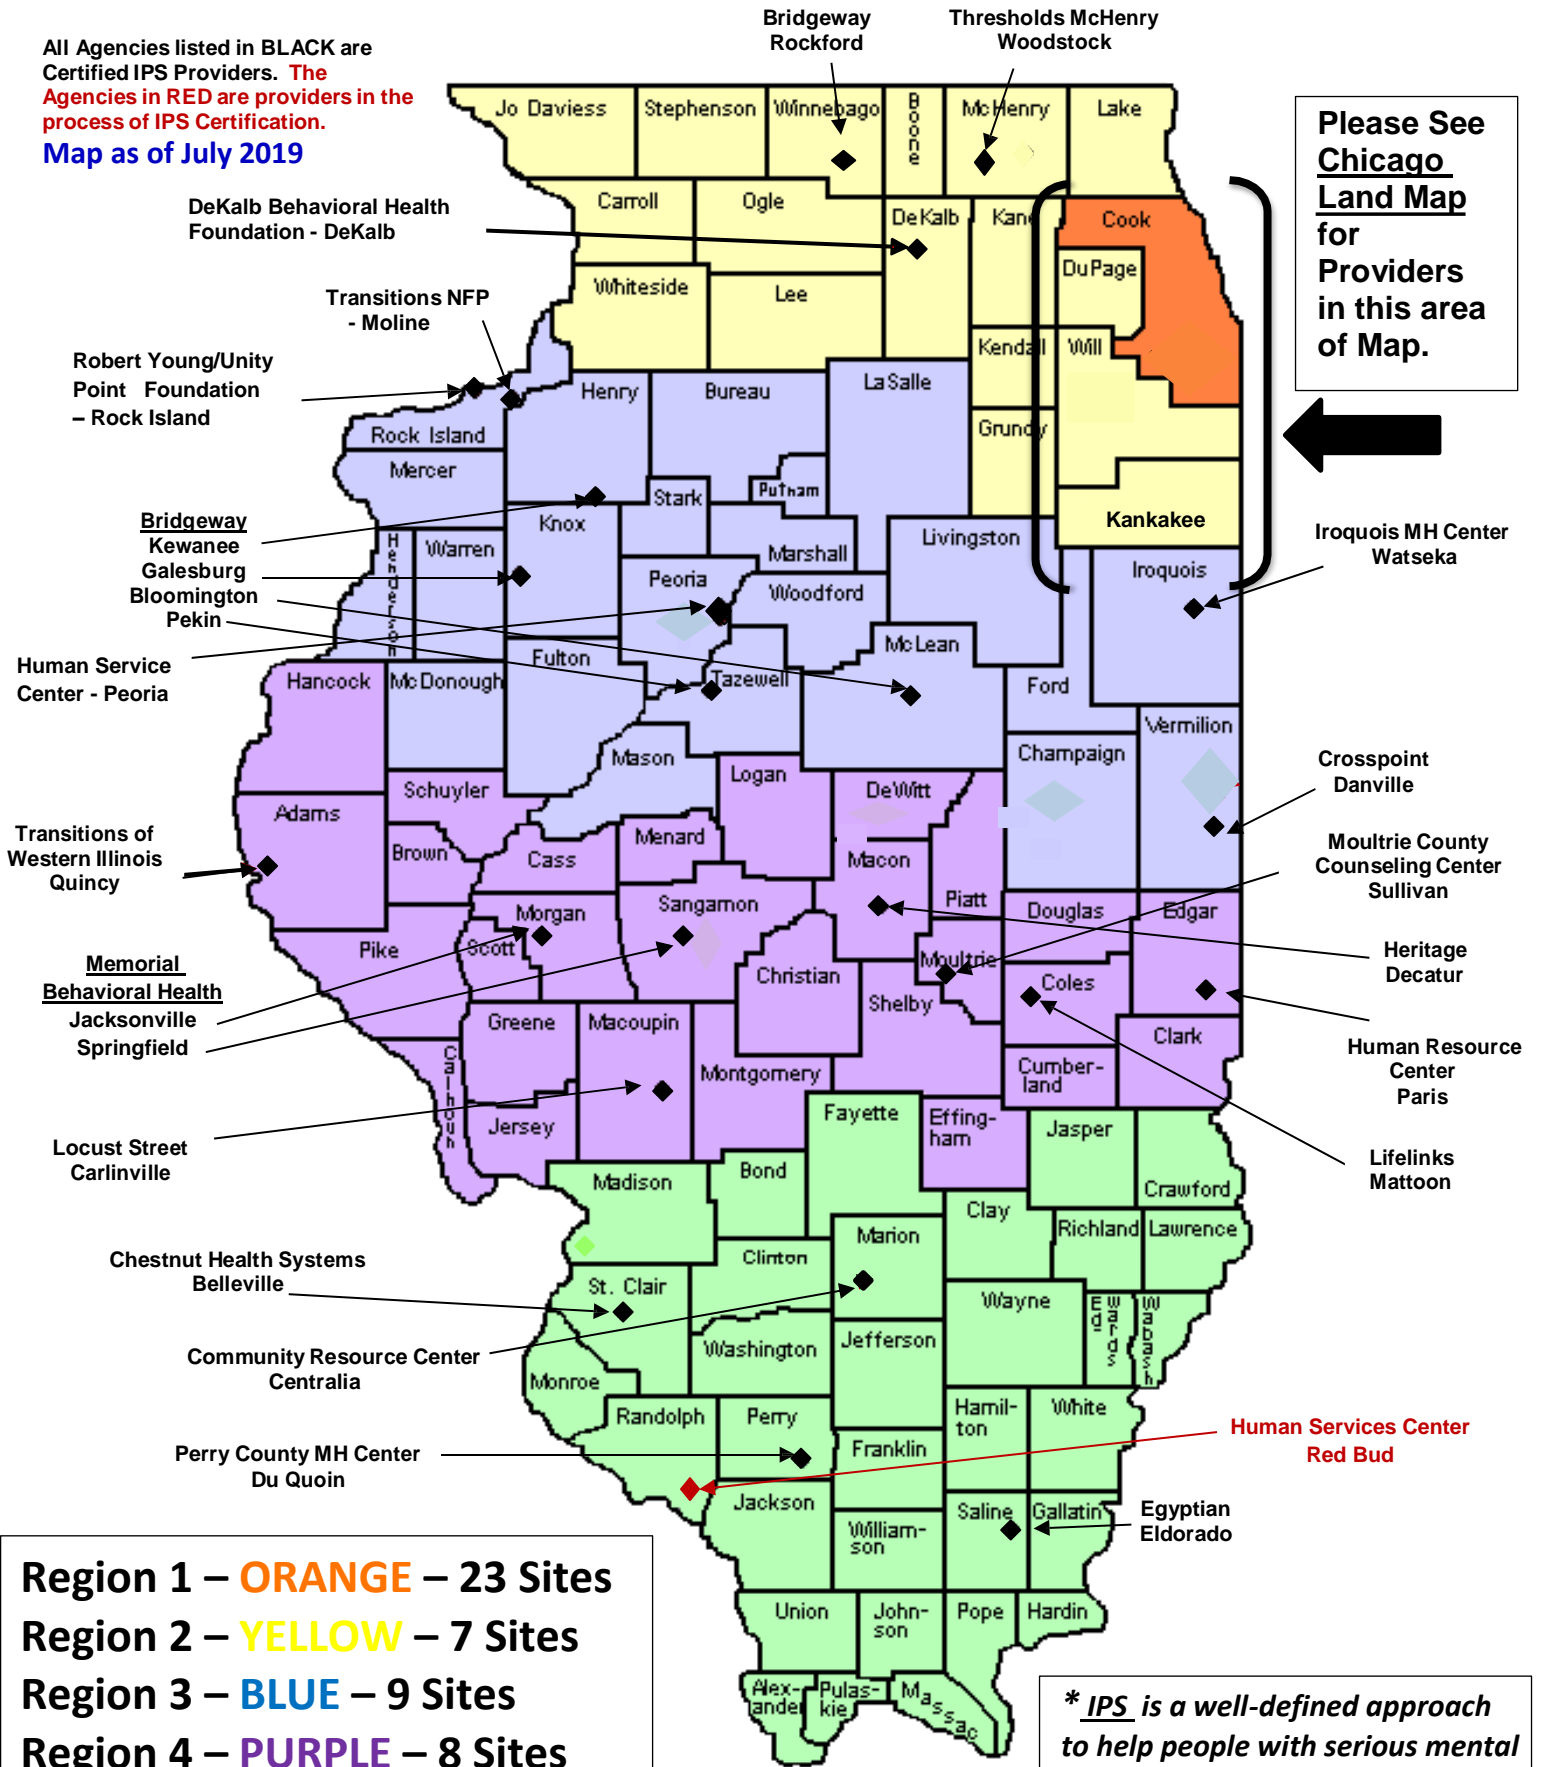 Bridgeway
Rockford
Thresholds McHenry
Woodstock
All Agencies listed in BLACK are
Certified IPS Providers. The
Agencies in RED are providers in the
process of IPS Certification.
Map as of July 2019
Please See
Chicago
Land Map
for
Providers
in this area
of Map.
DeKalb Behavioral Health
Foundation - DeKalb
Transitions NFP
- Moline
Robert Young/Unity
Point Foundation
– Rock Island
Bridgeway
Kewanee
Galesburg
Bloomington
Pekin
Human Service
Center - Peoria
Transitions of
Western Illinois
Quincy
Memorial
Behavioral Health
Jacksonville
Springfield
Locust Street
Carlinville
Chestnut Health Systems
Belleville
Community Resource Center
Centralia
Perry County MH Center
Du Quoin
Iroquois MH Center
Watseka
Crosspoint
Danville
Moultrie County
Counseling Center
Sullivan
Heritage
Decatur
Human Resource
Center
Paris
Lifelinks
Mattoon
Human Services Center
Red Bud
Egyptian
Eldorado
Jo Daviess
Stephenson
Winnebago
Boone
McHenry
Lake
Carroll
Ogle
DeKalb
Kane
Cook
DuPage
Whiteside
Lee
Kendall
Will
Henry
Bureau
LaSalle
Grundy
Rock Island
Mercer
Stark
Putnam
Kankakee
Knox
Henderson
Warren
Marshall
Livingston
Peoria
Woodford
Iroquois
Fulton
McLean
Hancock
McDonough
Tazewell
Ford
Vermilion
Mason
Champaign
Logan
DeWitt
Schuyler
Adams
Menard
Brown
Cass
Macon
Piatt
Morgan
Sangamon
Douglas
Edgar
Pike
Scott
Moultrie
Christian
Coles
Shelby
Greene
Macoupin
Clark
Calhoun
Montgomery
Cumber-
land
Jersey
Fayette
Effing-
ham
Jasper
Madison
Bond
Crawford
Clay
Richland
Lawrence
Marion
Clinton
St. Clair
Wayne
Ed
wards
Wabash
Washington
Jefferson
Monroe
Randolph
Perry
Hamil-
ton
White
Franklin
Jackson
Saline
Gallatin
William-
son
Union
John-
son
Pope
Hardin
Alex-
ander
Pulas-
kie
Massac
Region 1 – ORANGE – 23 Sites
Region 2 – YELLOW – 7 Sites
Region 3 – BLUE – 9 Sites
Region 4 – PURPLE – 8 Sites
* IPS is a well-defined approach
to help people with serious mental